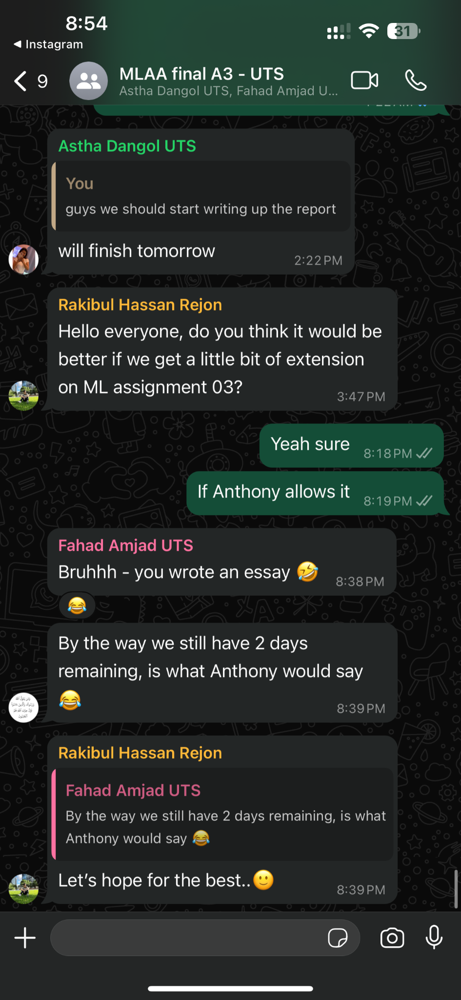 8:54
31
◀ Instagram
9
MLAA final A3 - UTS
Astha Dangol UTS, Fahad Amjad U...
Astha Dangol UTS
You
guys we should start writing up the report
will finish tomorrow
2:22 PM
Rakibul Hassan Rejon
Hello everyone, do you think it would be
better if we get a little bit of extension
on ML assignment 03?
3:47 PM
Yeah sure
8:18 PM
If Anthony allows it
8:19 PM
Fahad Amjad UTS
Bruhhh - you wrote an essay 🤣
8:38 PM
😂
By the way we still have 2 days
remaining, is what Anthony would say
😂
8:39 PM
Rakibul Hassan Rejon
Fahad Amjad UTS
By the way we still have 2 days remaining, is what
Anthony would say 😂
Let's hope for the best..🙂
8:39 PM